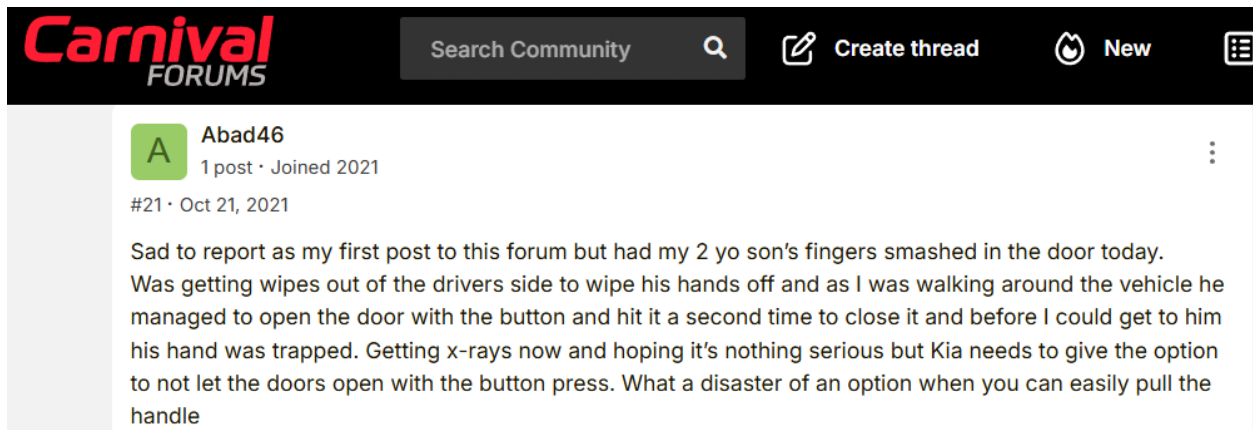 Carnival
FORUMS
Search Community
Create thread
New
A
Abad46
1 post · Joined 2021
#21 · Oct 21, 2021
Sad to report as my first post to this forum but had my 2 yo son’s fingers smashed in the door today.
Was getting wipes out of the drivers side to wipe his hands off and as I was walking around the vehicle he
managed to open the door with the button and hit it a second time to close it and before I could get to him
his hand was trapped. Getting x-rays now and hoping it’s nothing serious but Kia needs to give the option
to not let the doors open with the button press. What a disaster of an option when you can easily pull the
handle